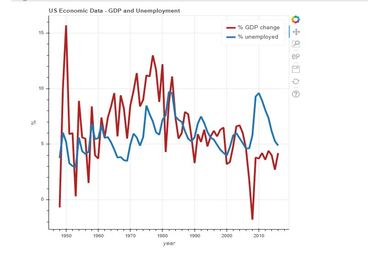 US Economic Data - GDP and Unemployment
% GDP change
% unemployed
15
10
5
0
%
1950 1960 1970 1980 1990 2000 2010
year